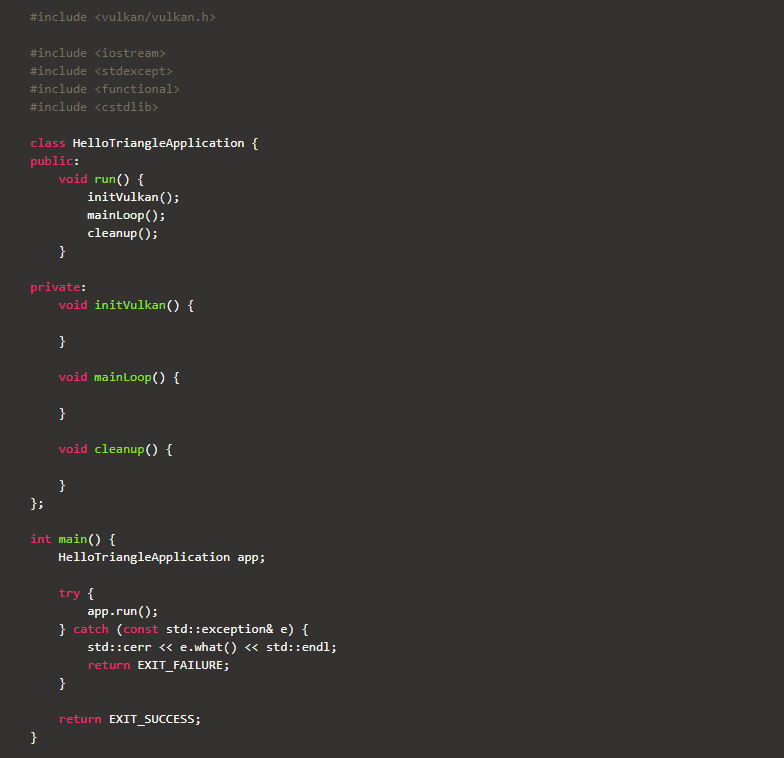 #include <vulkan/vulkan.h>

#include <iostream>
#include <stdexcept>
#include <functional>
#include <cstdlib>

class HelloTriangleApplication {
public:
    void run() {
        initVulkan();
        mainLoop();
        cleanup();
    }

private:
    void initVulkan() {

    }

    void mainLoop() {

    }

    void cleanup() {

    }
};

int main() {
    HelloTriangleApplication app;

    try {
        app.run();
    } catch (const std::exception& e) {
        std::cerr << e.what() << std::endl;
        return EXIT_FAILURE;
    }

    return EXIT_SUCCESS;
}